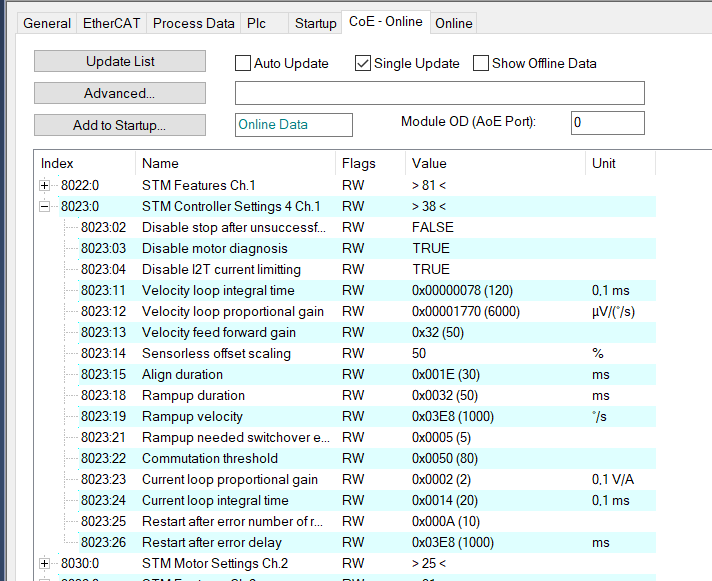 General EtherCAT Process Data Plc Startup CoE - Online Online
Update List Auto Update Single Update Show Offline Data
Advanced...
Add to Startup... Online Data Module OD (AoE Port): 0
Index Name Flags Value Unit
8022:0 STM Features Ch.1 RW > 81 <
8023:0 STM Controller Settings 4 Ch.1 RW > 38 <
8023:02 Disable stop after unsuccessf... RW FALSE
8023:03 Disable motor diagnosis RW TRUE
8023:04 Disable I2T current limitting RW TRUE
8023:11 Velocity loop integral time RW 0x00000078 (120) 0,1 ms
8023:12 Velocity loop proportional gain RW 0x00001770 (6000) µV/(°/s)
8023:13 Velocity feed forward gain RW 0x32 (50)
8023:14 Sensorless offset scaling RW 50 %
8023:15 Align duration RW 0x001E (30) ms
8023:18 Rampup duration RW 0x0032 (50) ms
8023:19 Rampup velocity RW 0x03E8 (1000) °/s
8023:21 Rampup needed switchover e... RW 0x0005 (5)
8023:22 Commutation threshold RW 0x0050 (80)
8023:23 Current loop proportional gain RW 0x0002 (2) 0,1 V/A
8023:24 Current loop integral time RW 0x0014 (20) 0,1 ms
8023:25 Restart after error number of r... RW 0x000A (10)
8023:26 Restart after error delay RW 0x03E8 (1000) ms
8030:0 STM Motor Settings Ch.2 RW > 25 <